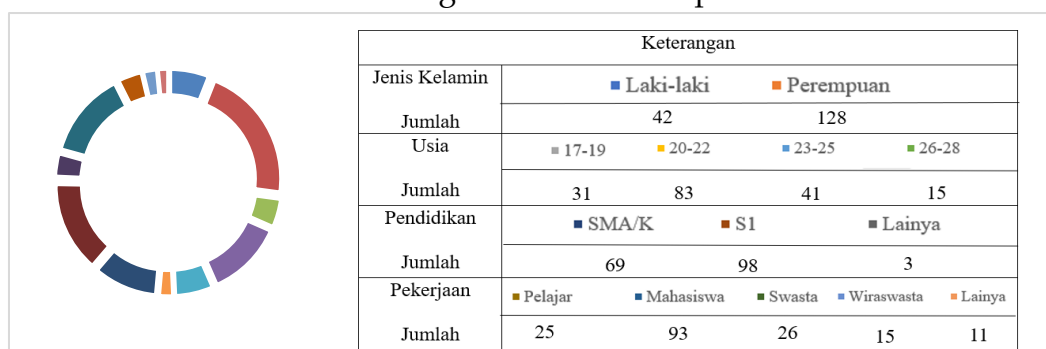 Keterangan
Jenis Kelamin
Laki-laki Perempuan
Jumlah 42 128
Usia 17-19 20-22 23-25 26-28
Jumlah 31 83 41 15
Pendidikan SMA/K S1 Lainya
Jumlah 69 98 3
Pekerjaan Pelajar Mahasiswa Swasta Wiraswasta Lainya
Jumlah 25 93 26 15 11